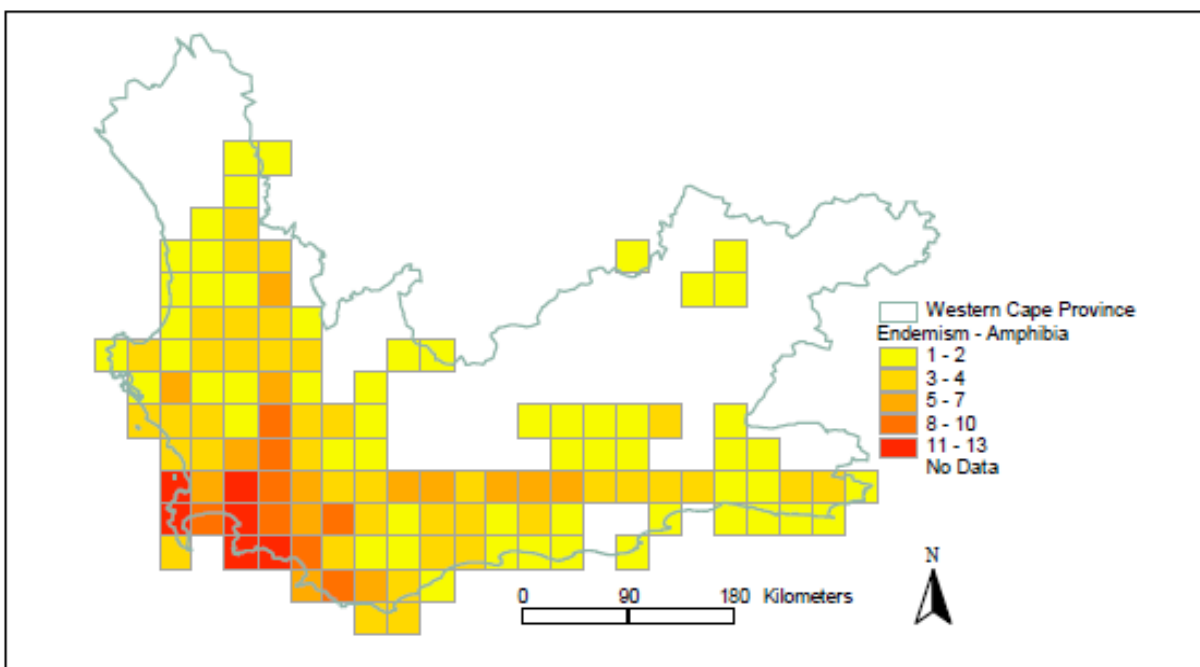 Western Cape Province
Endemism - Amphibia
1 - 2
3 - 4
5 - 7
8 - 10
11 - 13
No Data
N
0 90 180 Kilometers